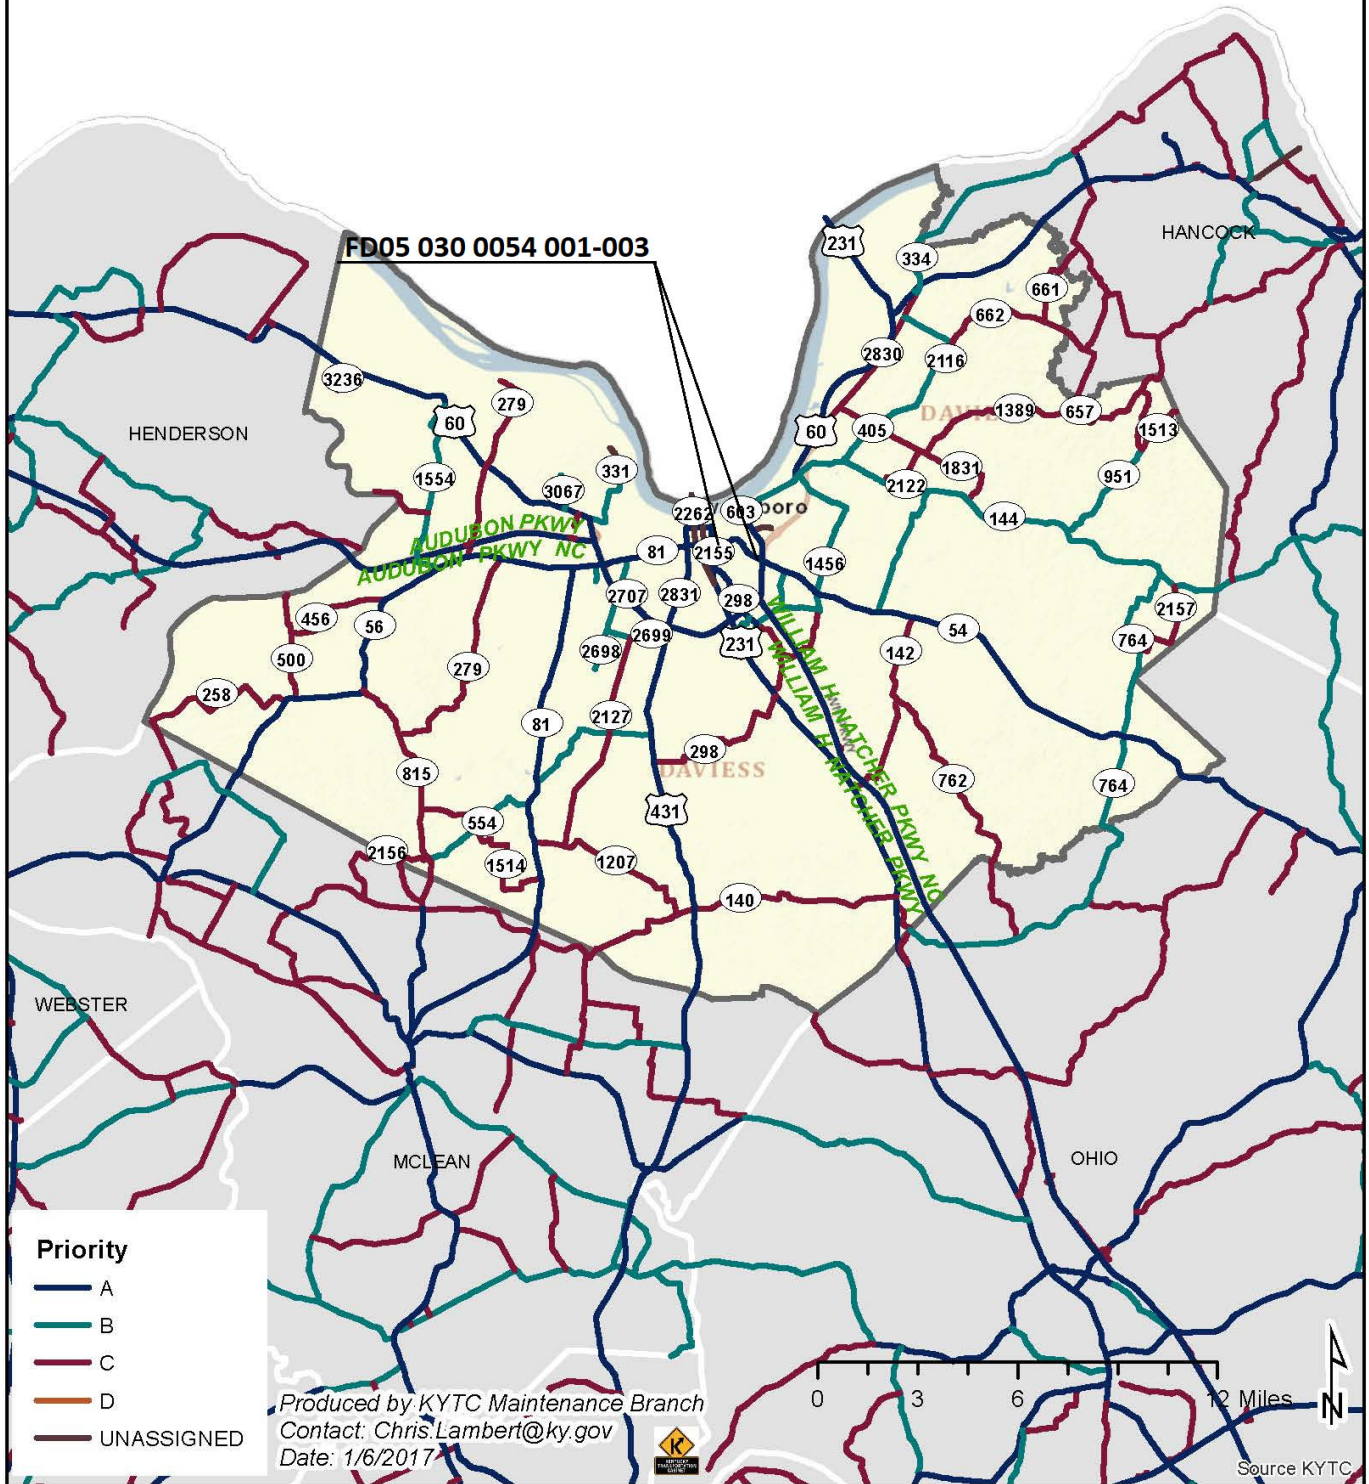 FD05 030 0054 001-003
HANCOCK
HENDERSON
DAVIESS
WEBSTER
MCLEAN
OHIO
231
334
661
662
2830
2116
3236
279
60
60
405
1389
657
1513
1554
331
3067
1831
951
2122
2262
603
boro
144
AUDUBON PKWY
AUDUBON PKWY NC
81
2155
1456
2707
2831
298
2157
456
56
2699
231
54
764
500
279
2698
142
258
81
2127
298
WILLIAM H NATCHER PKWY NC
WILLIAM H NATCHER PKWY
815
431
762
764
554
2156
1514
1207
140
Priority
A
B
C
D
UNASSIGNED
Produced by KYTC Maintenance Branch
Contact: Chris.Lambert@ky.gov
Date: 1/6/2017
KENTUCKY
TRANSPORTATION
CABINET
0 3 6 12 Miles
N
Source KYTC